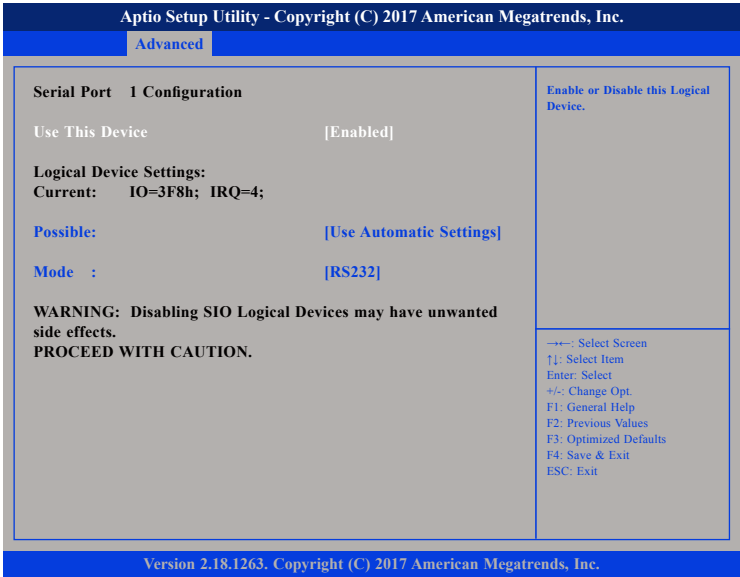 Aptio Setup Utility - Copyright (C) 2017 American Megatrends, Inc.
Advanced
Serial Port 1 Configuration
Use This Device [Enabled]
Logical Device Settings:
Current: IO=3F8h; IRQ=4;
Possible: [Use Automatic Settings]
Mode : [RS232]
WARNING: Disabling SIO Logical Devices may have unwanted
side effects.
PROCEED WITH CAUTION.
Enable or Disable this Logical
Device.
→←: Select Screen
↑↓: Select Item
Enter: Select
+/-: Change Opt.
F1: General Help
F2: Previous Values
F3: Optimized Defaults
F4: Save & Exit
ESC: Exit
Version 2.18.1263. Copyright (C) 2017 American Megatrends, Inc.